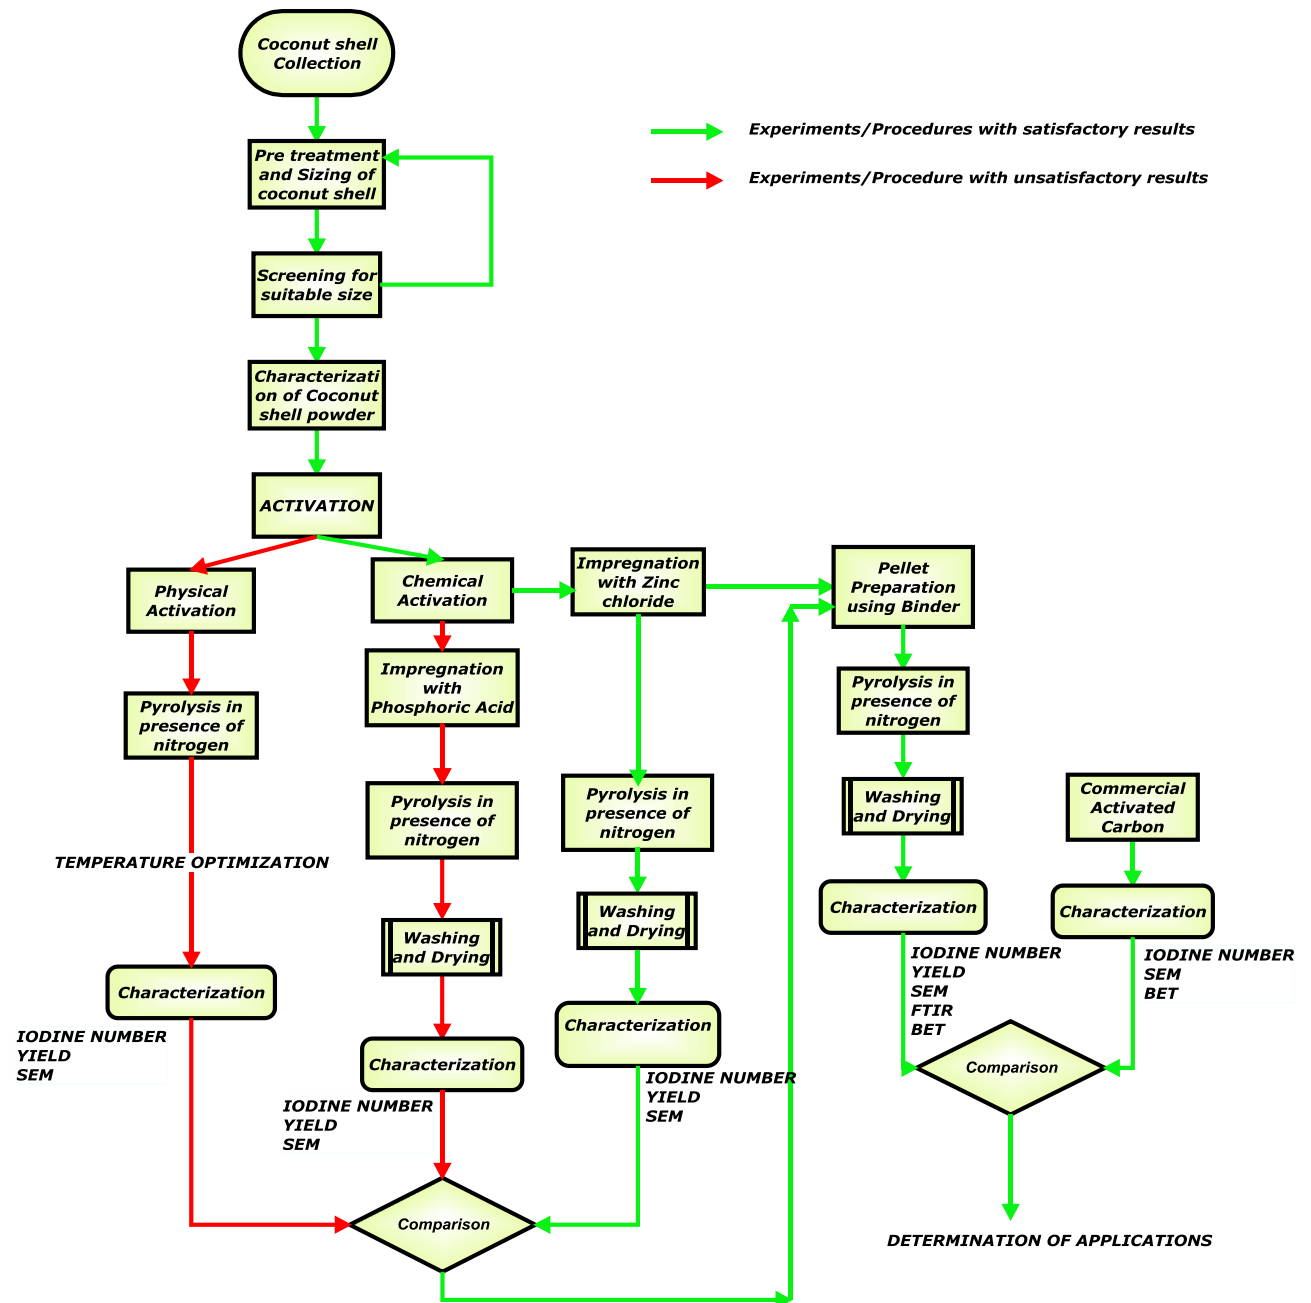 Coconut shell
Collection
Experiments/Procedures with satisfactory results
Pre treatment
and Sizing of
coconut shell
Experiments/Procedure with unsatisfactory results
Screening for
suitable size
Characterizati
on of Coconut
shell powder
ACTIVATION
Physical
Activation
Chemical
Activation
Impregnation
with Zinc
chloride
Pellet
Preparation
using Binder
Impregnation
with
Phosphoric Acid
Pyrolysis in
presence of
nitrogen
Pyrolysis in
presence of
nitrogen
Pyrolysis in
presence of
nitrogen
Pyrolysis in
presence of
nitrogen
Washing
and Drying
Commercial
Activated
Carbon
TEMPERATURE OPTIMIZATION
Washing
and Drying
Washing
and Drying
Characterization
Characterization
IODINE NUMBER
YIELD
SEM
FTIR
BET
IODINE NUMBER
SEM
BET
Characterization
IODINE NUMBER
YIELD
SEM
Characterization
IODINE NUMBER
YIELD
SEM
Characterization
IODINE NUMBER
YIELD
SEM
Comparison
Comparison
DETERMINATION OF APPLICATIONS